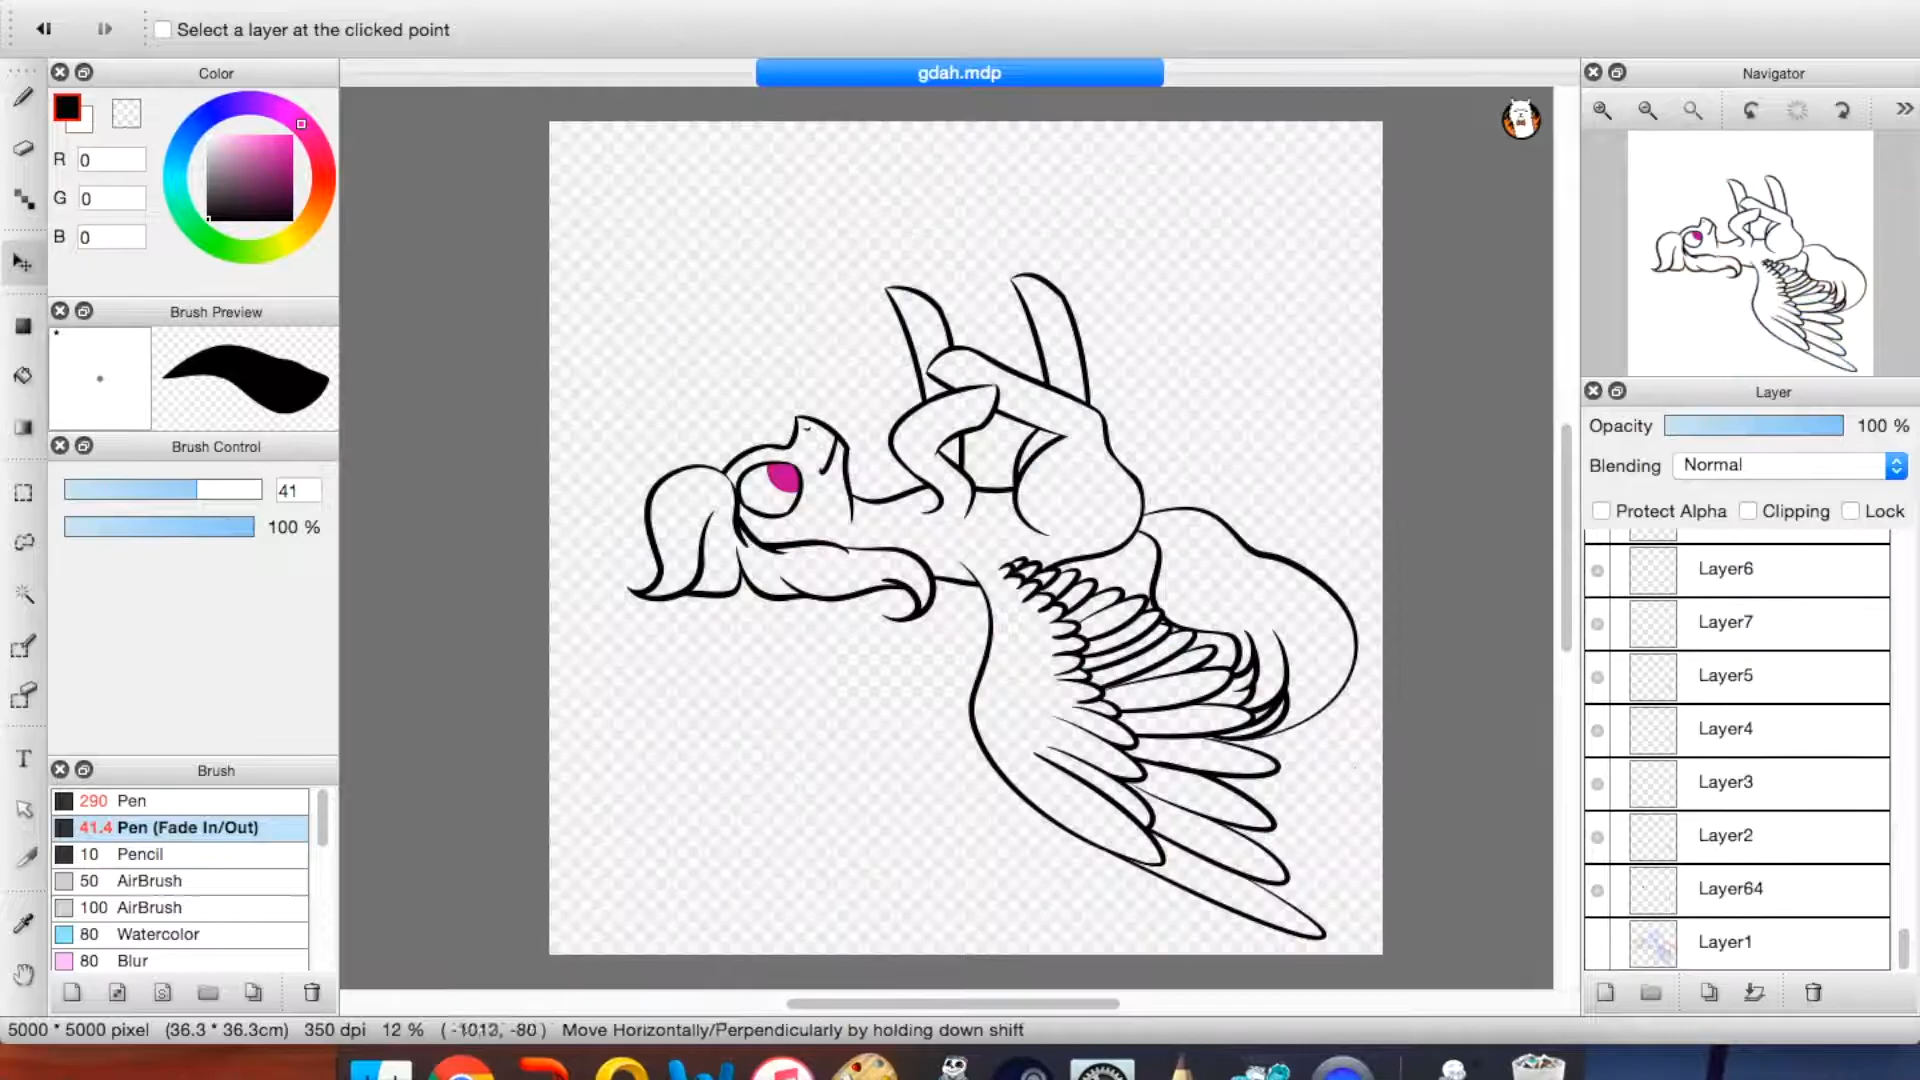 Select a layer at the clicked point
Color
gdah.mdp
Navigator
R 0
G 0
B 0
Brush Preview
*
Brush Control
41
100 %
Layer
Opacity 100 %
Blending Normal
Protect Alpha Clipping Lock
Layer6
Layer7
Layer5
Layer4
Layer3
Layer2
Layer64
Layer1
T
Brush
290 Pen
41.4 Pen (Fade In/Out)
10 Pencil
50 AirBrush
100 AirBrush
80 Watercolor
80 Blur
S
5000 * 5000 pixel (36.3 * 36.3cm) 350 dpi 12 % ( -1012, -80 ) Move Horizontally/Perpendicularly by holding down shift